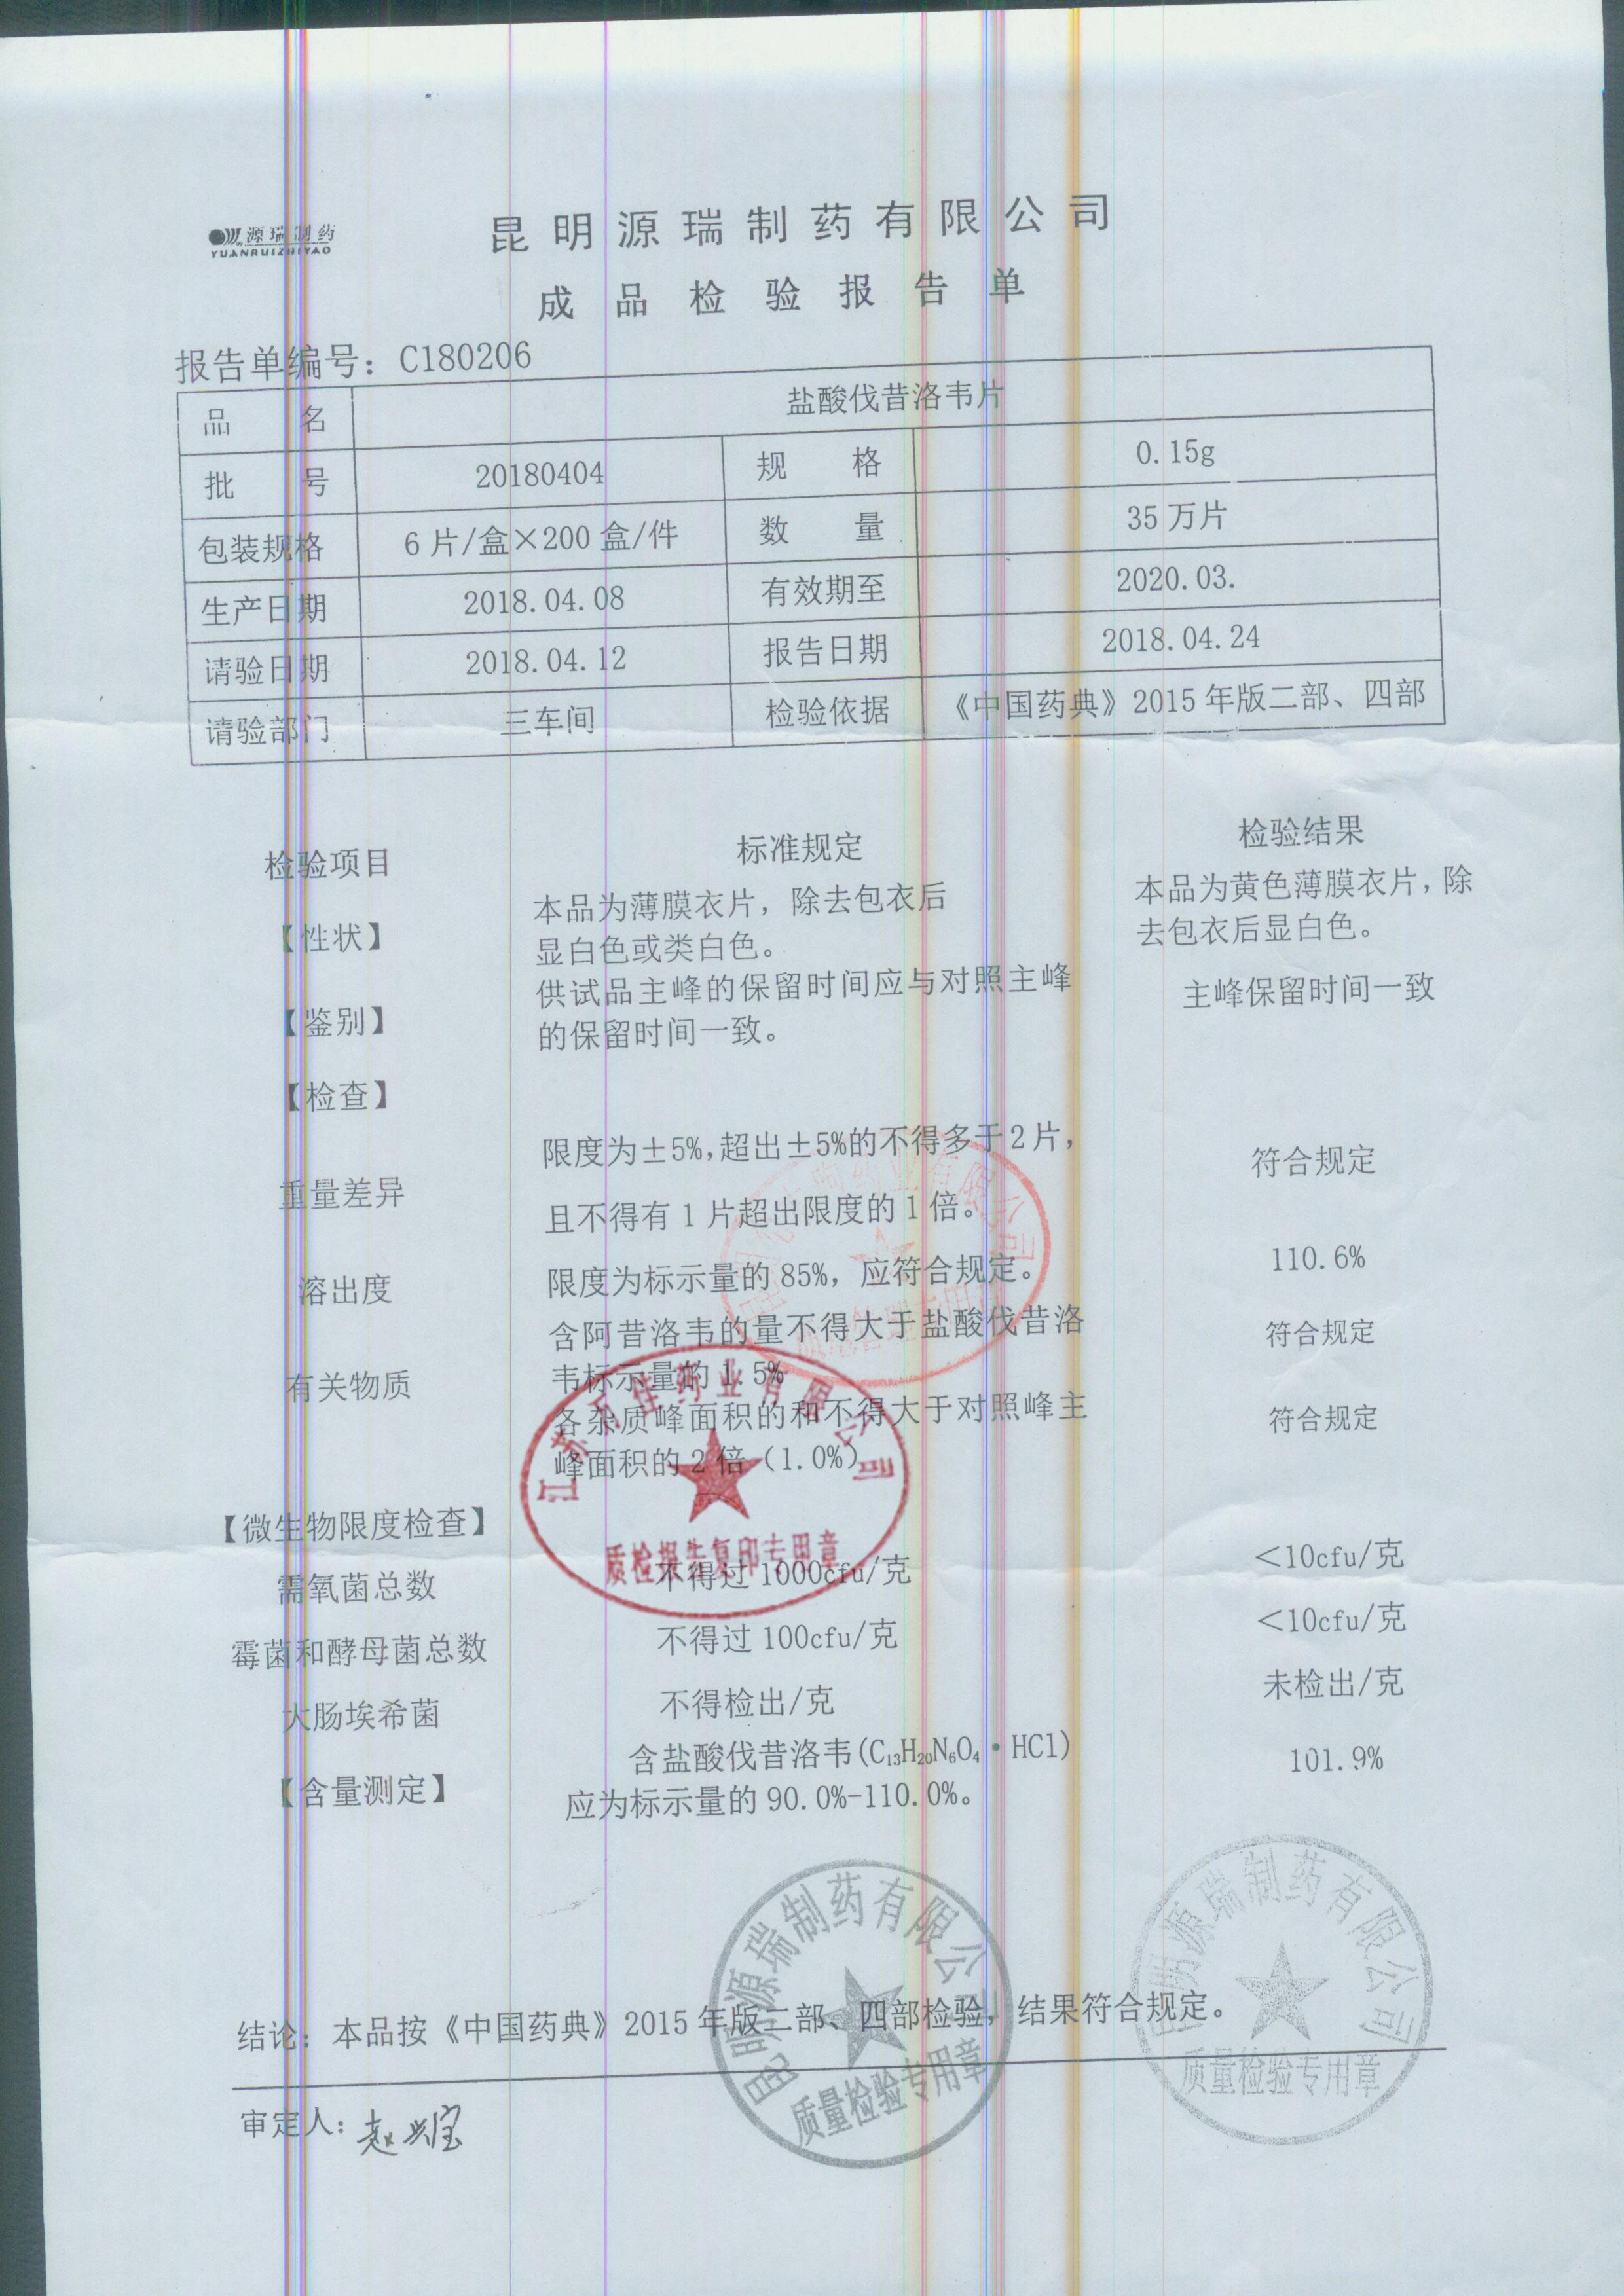 源瑞制药
YUANRUIZHIYAO
昆明源瑞制药有限公司
成品检验报告单
报告单编号：C180206
品名 盐酸伐昔洛韦片
批号 20180404 规格 0.15g
包装规格 6片/盒×200盒/件 数量 35万片
生产日期 2018.04.08 有效期至 2020.03.
请验日期 2018.04.12 报告日期 2018.04.24
请验部门 三车间 检验依据 《中国药典》2015年版二部、四部
检验项目 标准规定 检验结果
【性状】 本品为薄膜衣片，除去包衣后 本品为黄色薄膜衣片，除
显白色或类白色。 去包衣后显白色。
【鉴别】 供试品主峰的保留时间应与对照主峰 主峰保留时间一致
的保留时间一致。
【检查】
重量差异 限度为±5%，超出±5%的不得多于2片， 符合规定
且不得有1片超出限度的1倍。
溶出度 限度为标示量的85%，应符合规定。 110.6%
有关物质 含阿昔洛韦的量不得大于盐酸伐昔洛 符合规定
韦标示量的1.5%
各杂质峰面积的和不得大于对照峰主 符合规定
峰面积的2倍（1.0%）
质检报告复印专用章
【微生物限度检查】
需氧菌总数 不得过1000cfu/克 <10cfu/克
霉菌和酵母菌总数 不得过100cfu/克 <10cfu/克
大肠埃希菌 不得检出/克 未检出/克
【含量测定】 含盐酸伐昔洛韦(C₁₃H₂₀N₆O₄·HCl) 101.9%
应为标示量的90.0%-110.0%。
昆明源瑞制药有限公司
质量检验专用章
昆明源瑞制药有限公司
质量检验专用章
结论：本品按《中国药典》2015年版二部、四部检验，结果符合规定。
审定人：